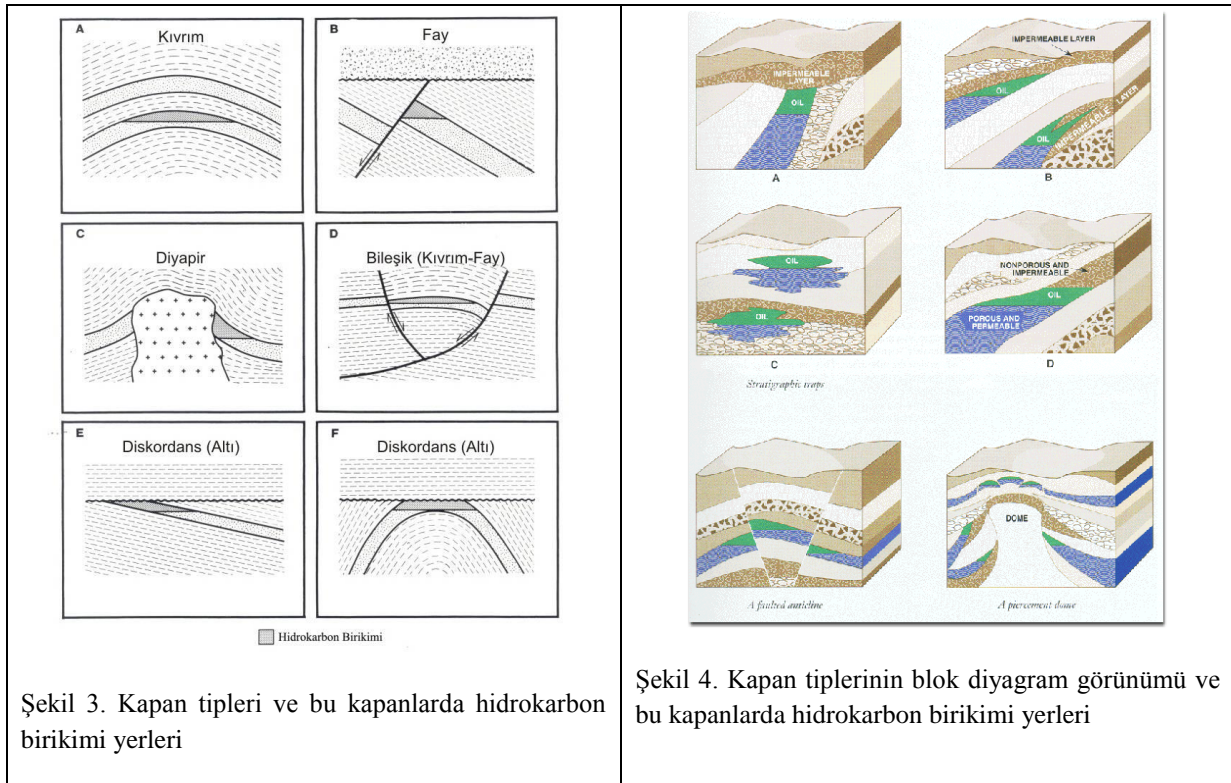 A
Kıvrım
B
Fay
C
Diyapir
D
Bileşik (Kıvrım-Fay)
E
Diskordans (Altı)
F
Diskordans (Altı)
Hidrokarbon Birikimi
Şekil 3. Kapan tipleri ve bu kapanlarda hidrokarbon
birikimi yerleri
IMPERMEABLE
LAYER
OIL
A
IMPERMEABLE LAYER
OIL
OIL
IMPERMEABLE LAYER
B
OIL
OIL
C
Stratigraphic traps
NONPOROUS AND
IMPERMEABLE
OIL
POROUS AND
PERMEABLE
D
A faulted anticline
DOME
A piercement dome
Şekil 4. Kapan tiplerinin blok diyagram görünümü ve
bu kapanlarda hidrokarbon birikimi yerleri